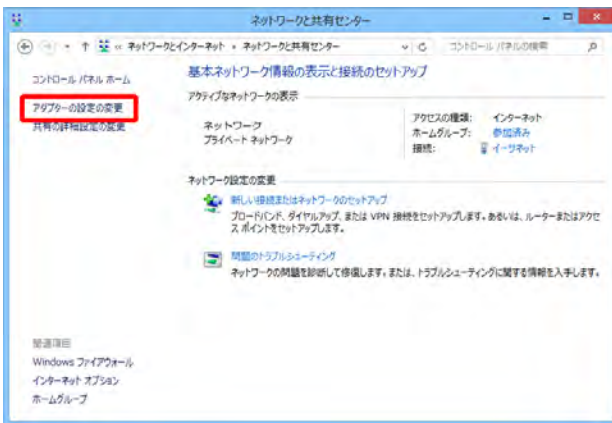 ネットワークと共有センター
« ネットワークとインターネット ▸ ネットワークと共有センター
コントロール パネルの検索
コントロール パネル ホーム
アダプターの設定の変更
共有の詳細設定の変更
基本ネットワーク情報の表示と接続のセットアップ
アクティブなネットワークの表示
ネットワーク
プライベート ネットワーク
アクセスの種類: インターネット
ホームグループ: 参加済み
接続: イーサネット
ネットワーク設定の変更
新しい接続またはネットワークのセットアップ
ブロードバンド、ダイヤルアップ、または VPN 接続をセットアップします。あるいは、ルーターまたはアクセ
ス ポイントをセットアップします。
問題のトラブルシューティング
ネットワークの問題を診断して修復します。または、トラブルシューティングに関する情報を入手します。
関連項目
Windows ファイアウォール
インターネット オプション
ホームグループ